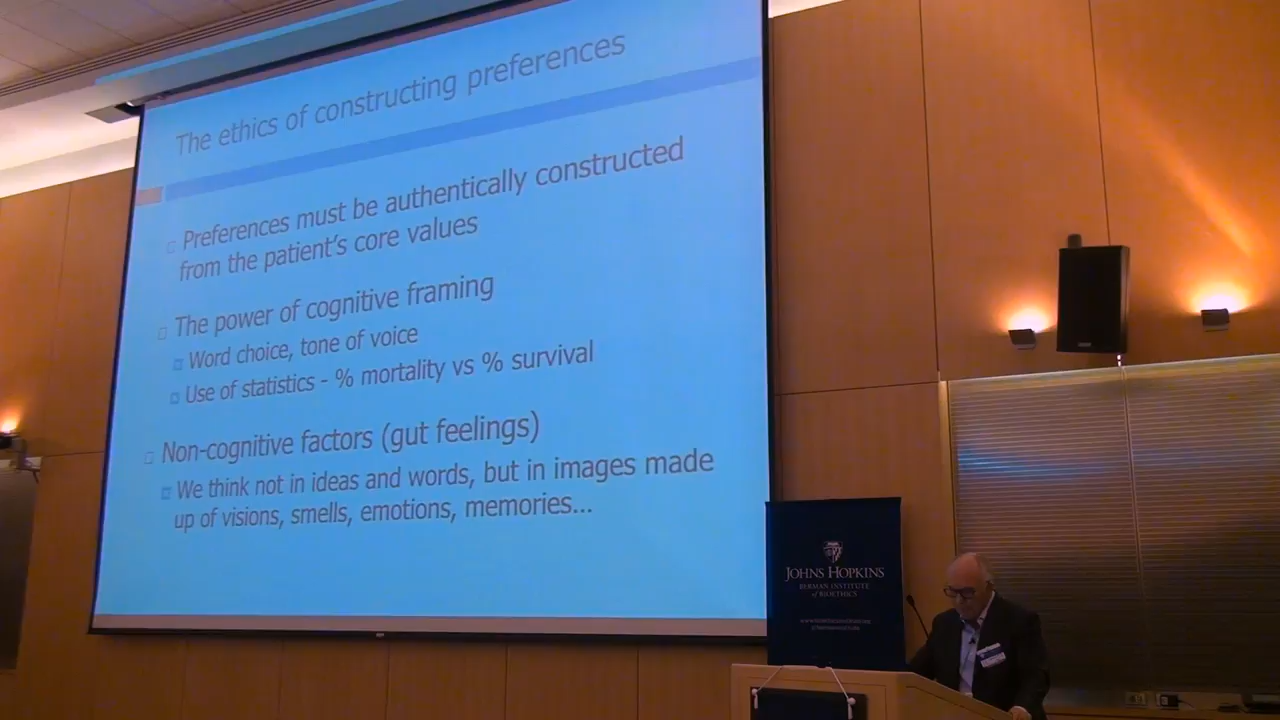 The ethics of constructing preferences
Preferences must be authentically constructed
from the patient's core values
The power of cognitive framing
Word choice, tone of voice
Use of statistics - % mortality vs % survival
Non-cognitive factors (gut feelings)
We think not in ideas and words, but in images made
up of visions, smells, emotions, memories...
JOHNS HOPKINS
BERMAN INSTITUTE
of BIOETHICS